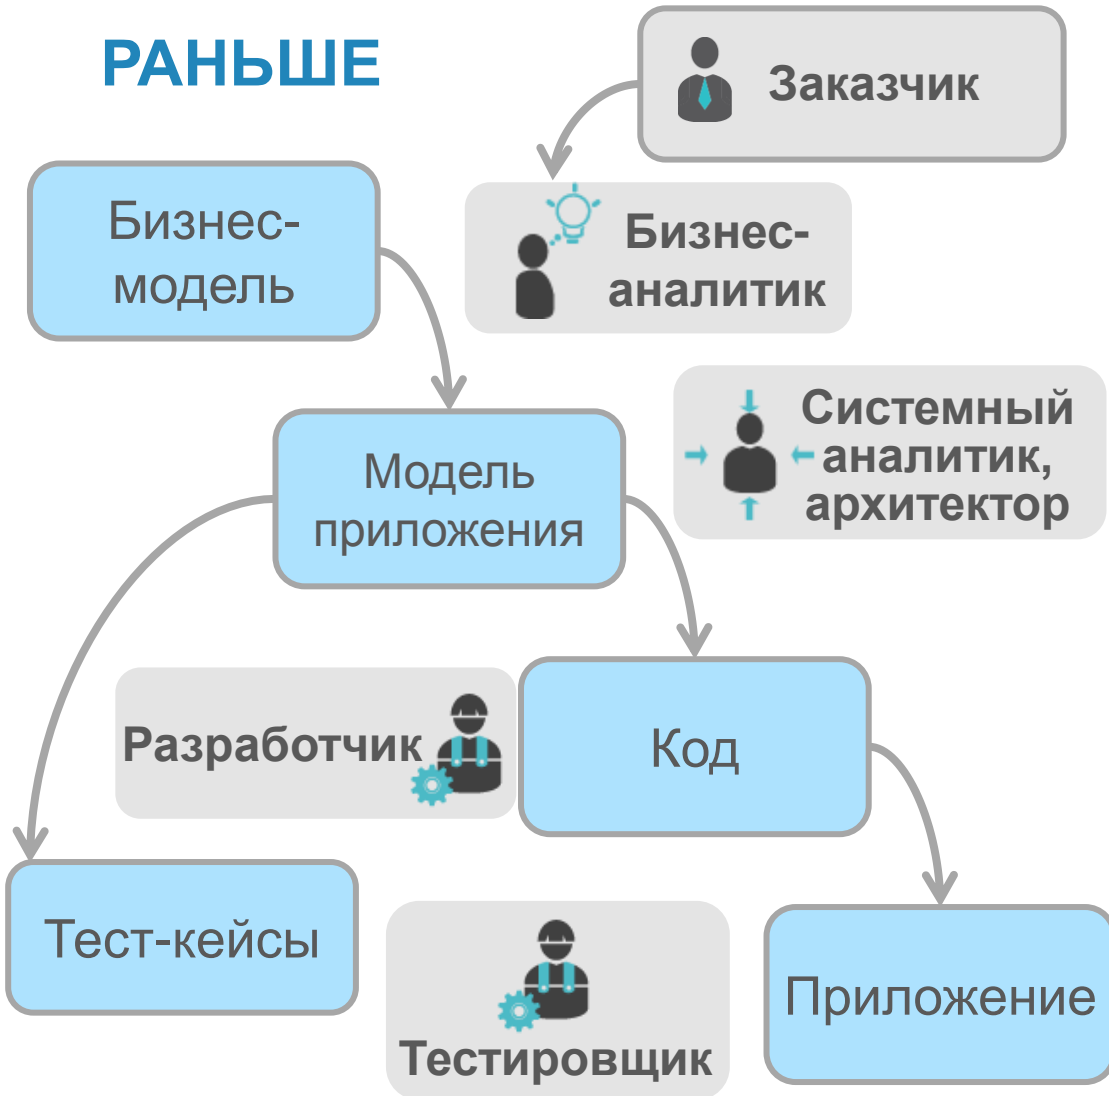 РАНЬШЕ
Заказчик
Бизнес-
модель
Бизнес-
аналитик
Системный
аналитик,
архитектор
Модель
приложения
Разработчик
Код
Тест-кейсы
Тестировщик
Приложение